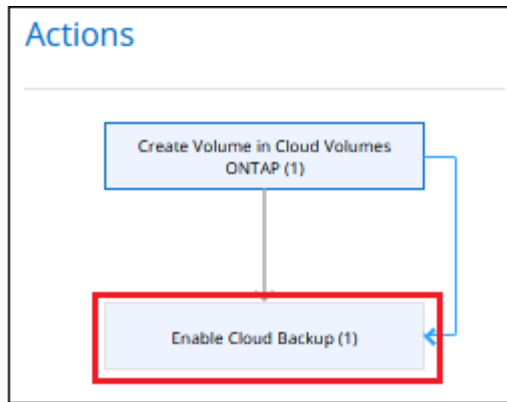 Actions
Create Volume in Cloud Volumes
ONTAP (1)
Enable Cloud Backup (1)